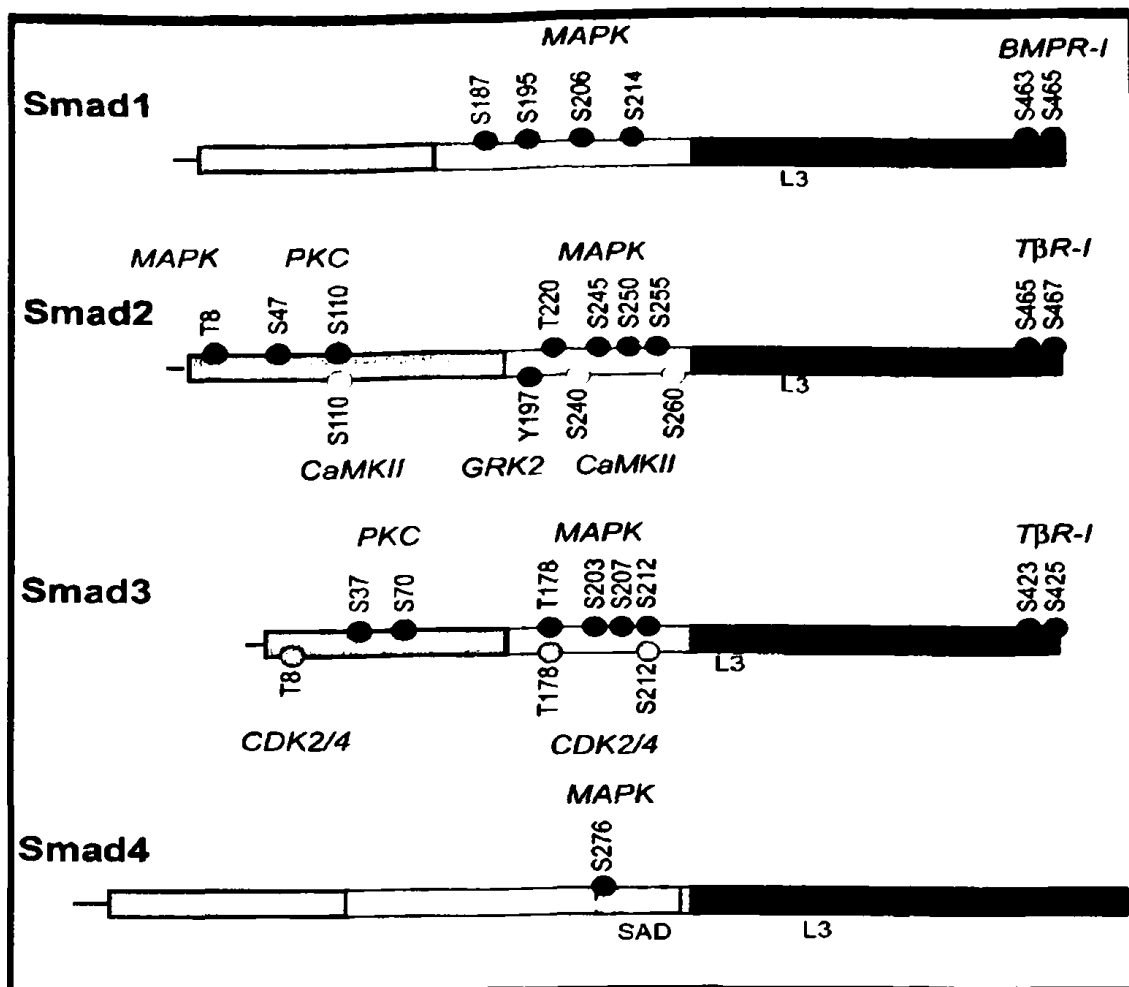 MAPK
BMPR-I
Smad1
S187 S195 S206 S214 S463 S465
L3
MAPK PKC MAPK TβR-I
Smad2
T8 S47 S110 T220 S245 S250 S255 S465 S467
L3
S110 Y197 S240 S260
CaMKII GRK2 CaMKII
PKC MAPK TβR-I
Smad3
S37 S70 T178 S203 S207 S212 S423 S425
L3
T8 T178 S212
CDK2/4 CDK2/4
MAPK
Smad4
S276
SAD L3